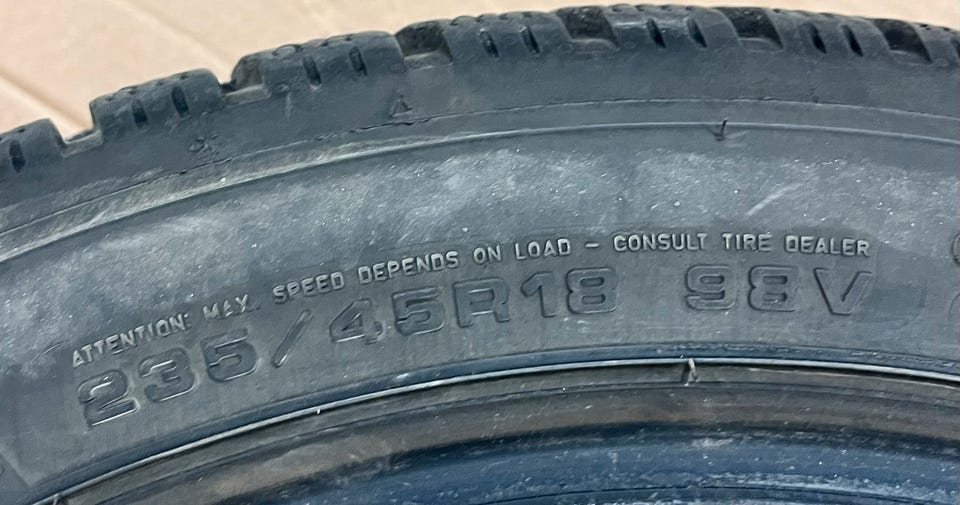 ATTENTION: MAX. SPEED DEPENDS ON LOAD - CONSULT TIRE DEALER
235/45R18 98V